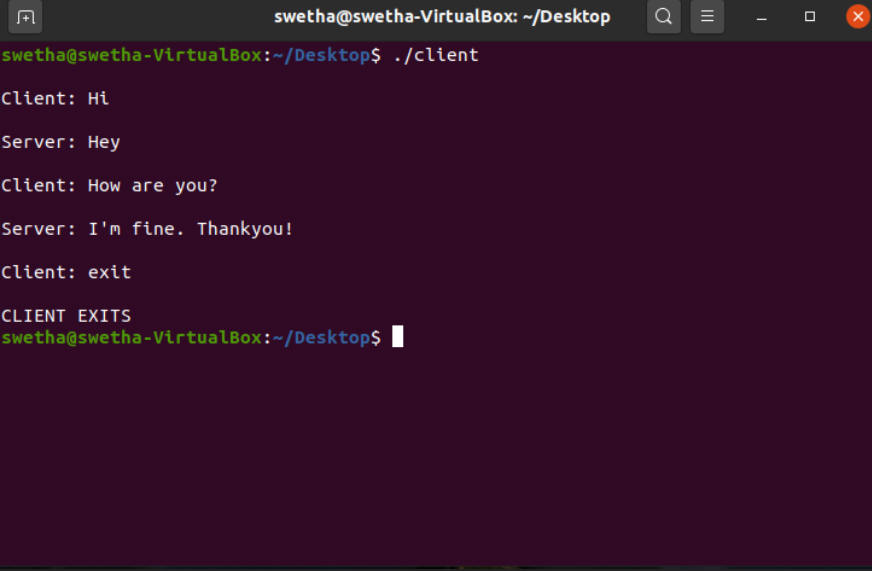 swetha@swetha-VirtualBox: ~/Desktop
swetha@swetha-VirtualBox:~/Desktop$ ./client
Client: Hi
Server: Hey
Client: How are you?
Server: I'm fine. Thankyou!
Client: exit
CLIENT EXITS
swetha@swetha-VirtualBox:~/Desktop$